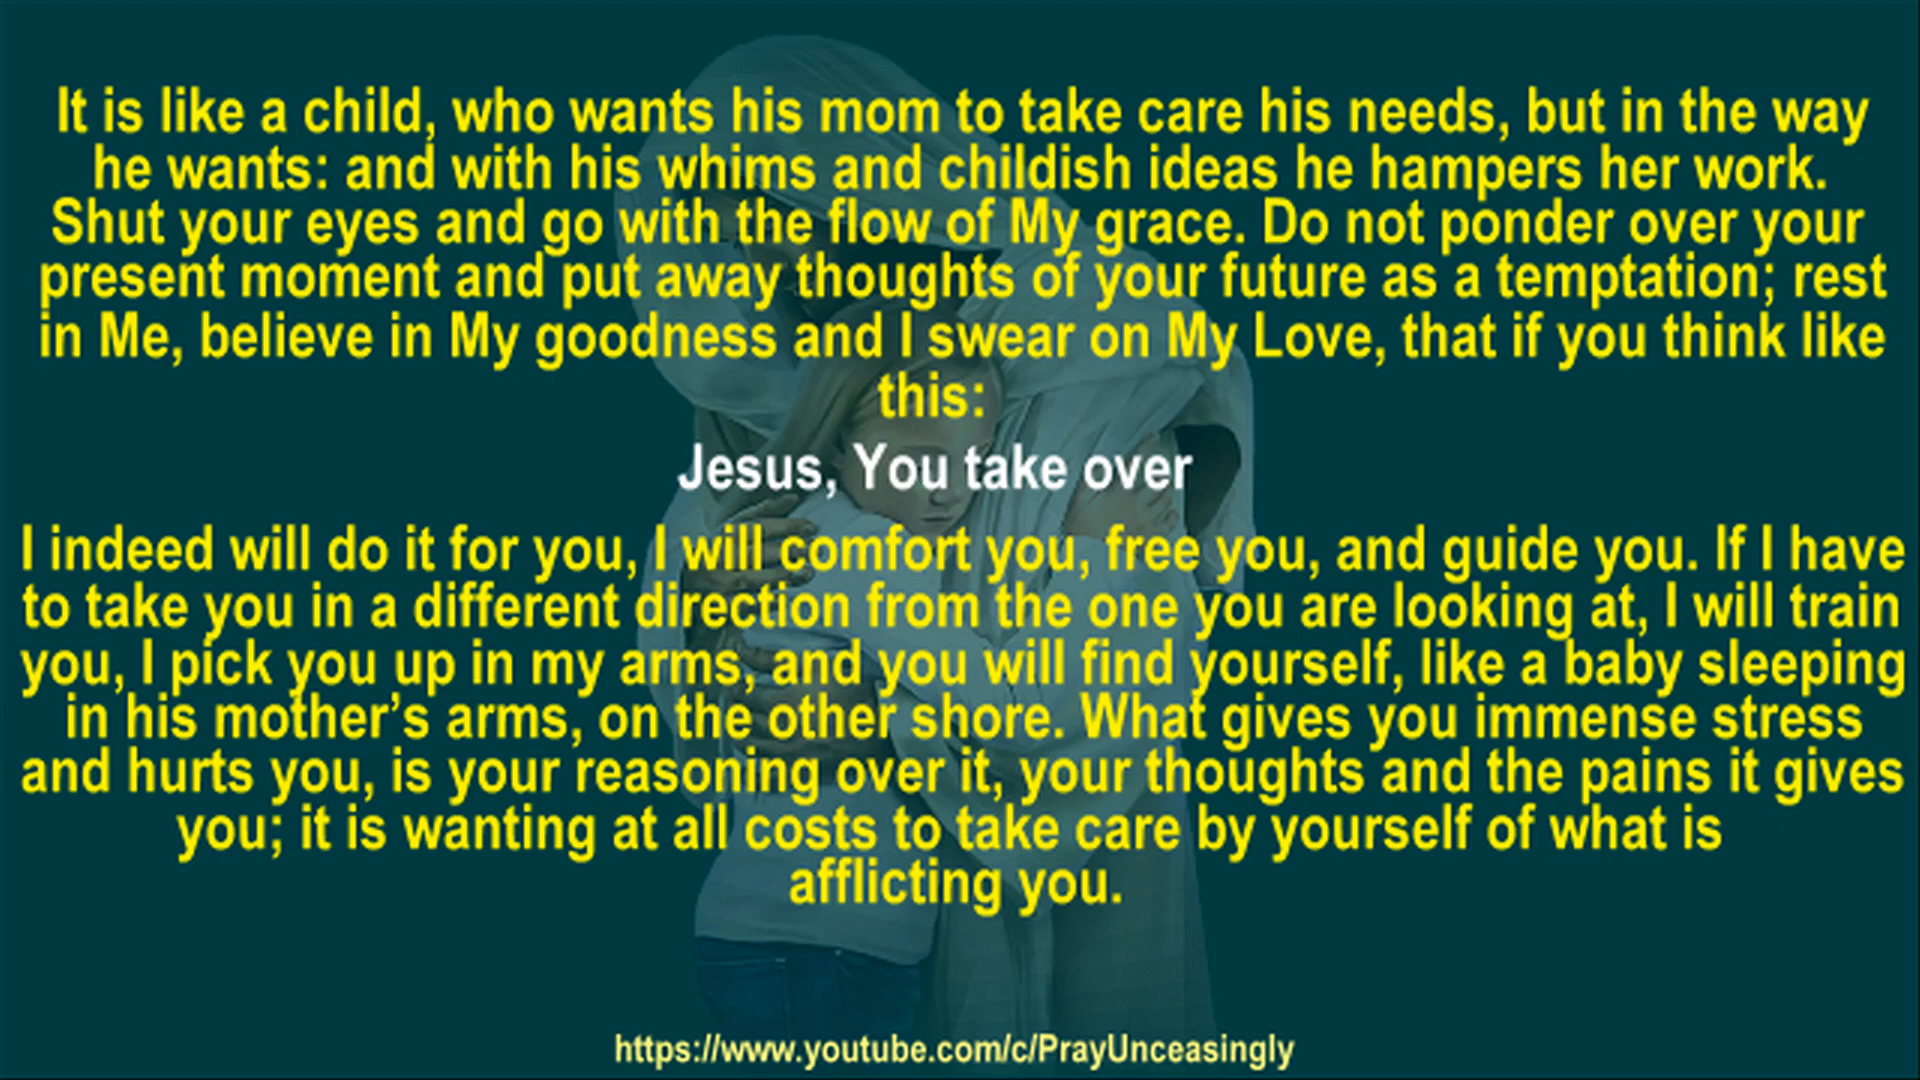 It is like a child, who wants his mom to take care his needs, but in the way
he wants: and with his whims and childish ideas he hampers her work.
Shut your eyes and go with the flow of My grace. Do not ponder over your
present moment and put away thoughts of your future as a temptation; rest
in Me, believe in My goodness and I swear on My Love, that if you think like
this:
Jesus, You take over
I indeed will do it for you, I will comfort you, free you, and guide you. If I have
to take you in a different direction from the one you are looking at, I will train
you, I pick you up in my arms, and you will find yourself, like a baby sleeping
in his mother’s arms, on the other shore. What gives you immense stress
and hurts you, is your reasoning over it, your thoughts and the pains it gives
you; it is wanting at all costs to take care by yourself of what is
afflicting you.
https://www.youtube.com/c/PrayUnceasingly